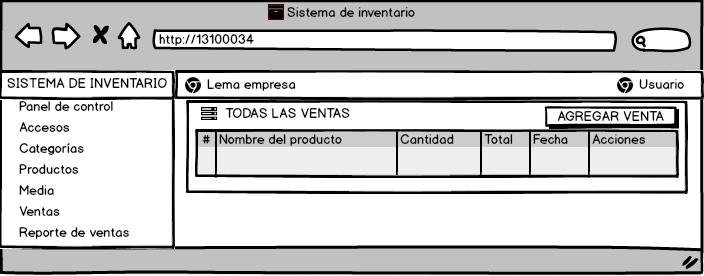 Sistema de inventario
http://13100034
SISTEMA DE INVENTARIO
Lema empresa
Usuario
Panel de control
Accesos
Categorías
Productos
Media
Ventas
Reporte de ventas
TODAS LAS VENTAS
AGREGAR VENTA
# Nombre del producto Cantidad Total Fecha Acciones